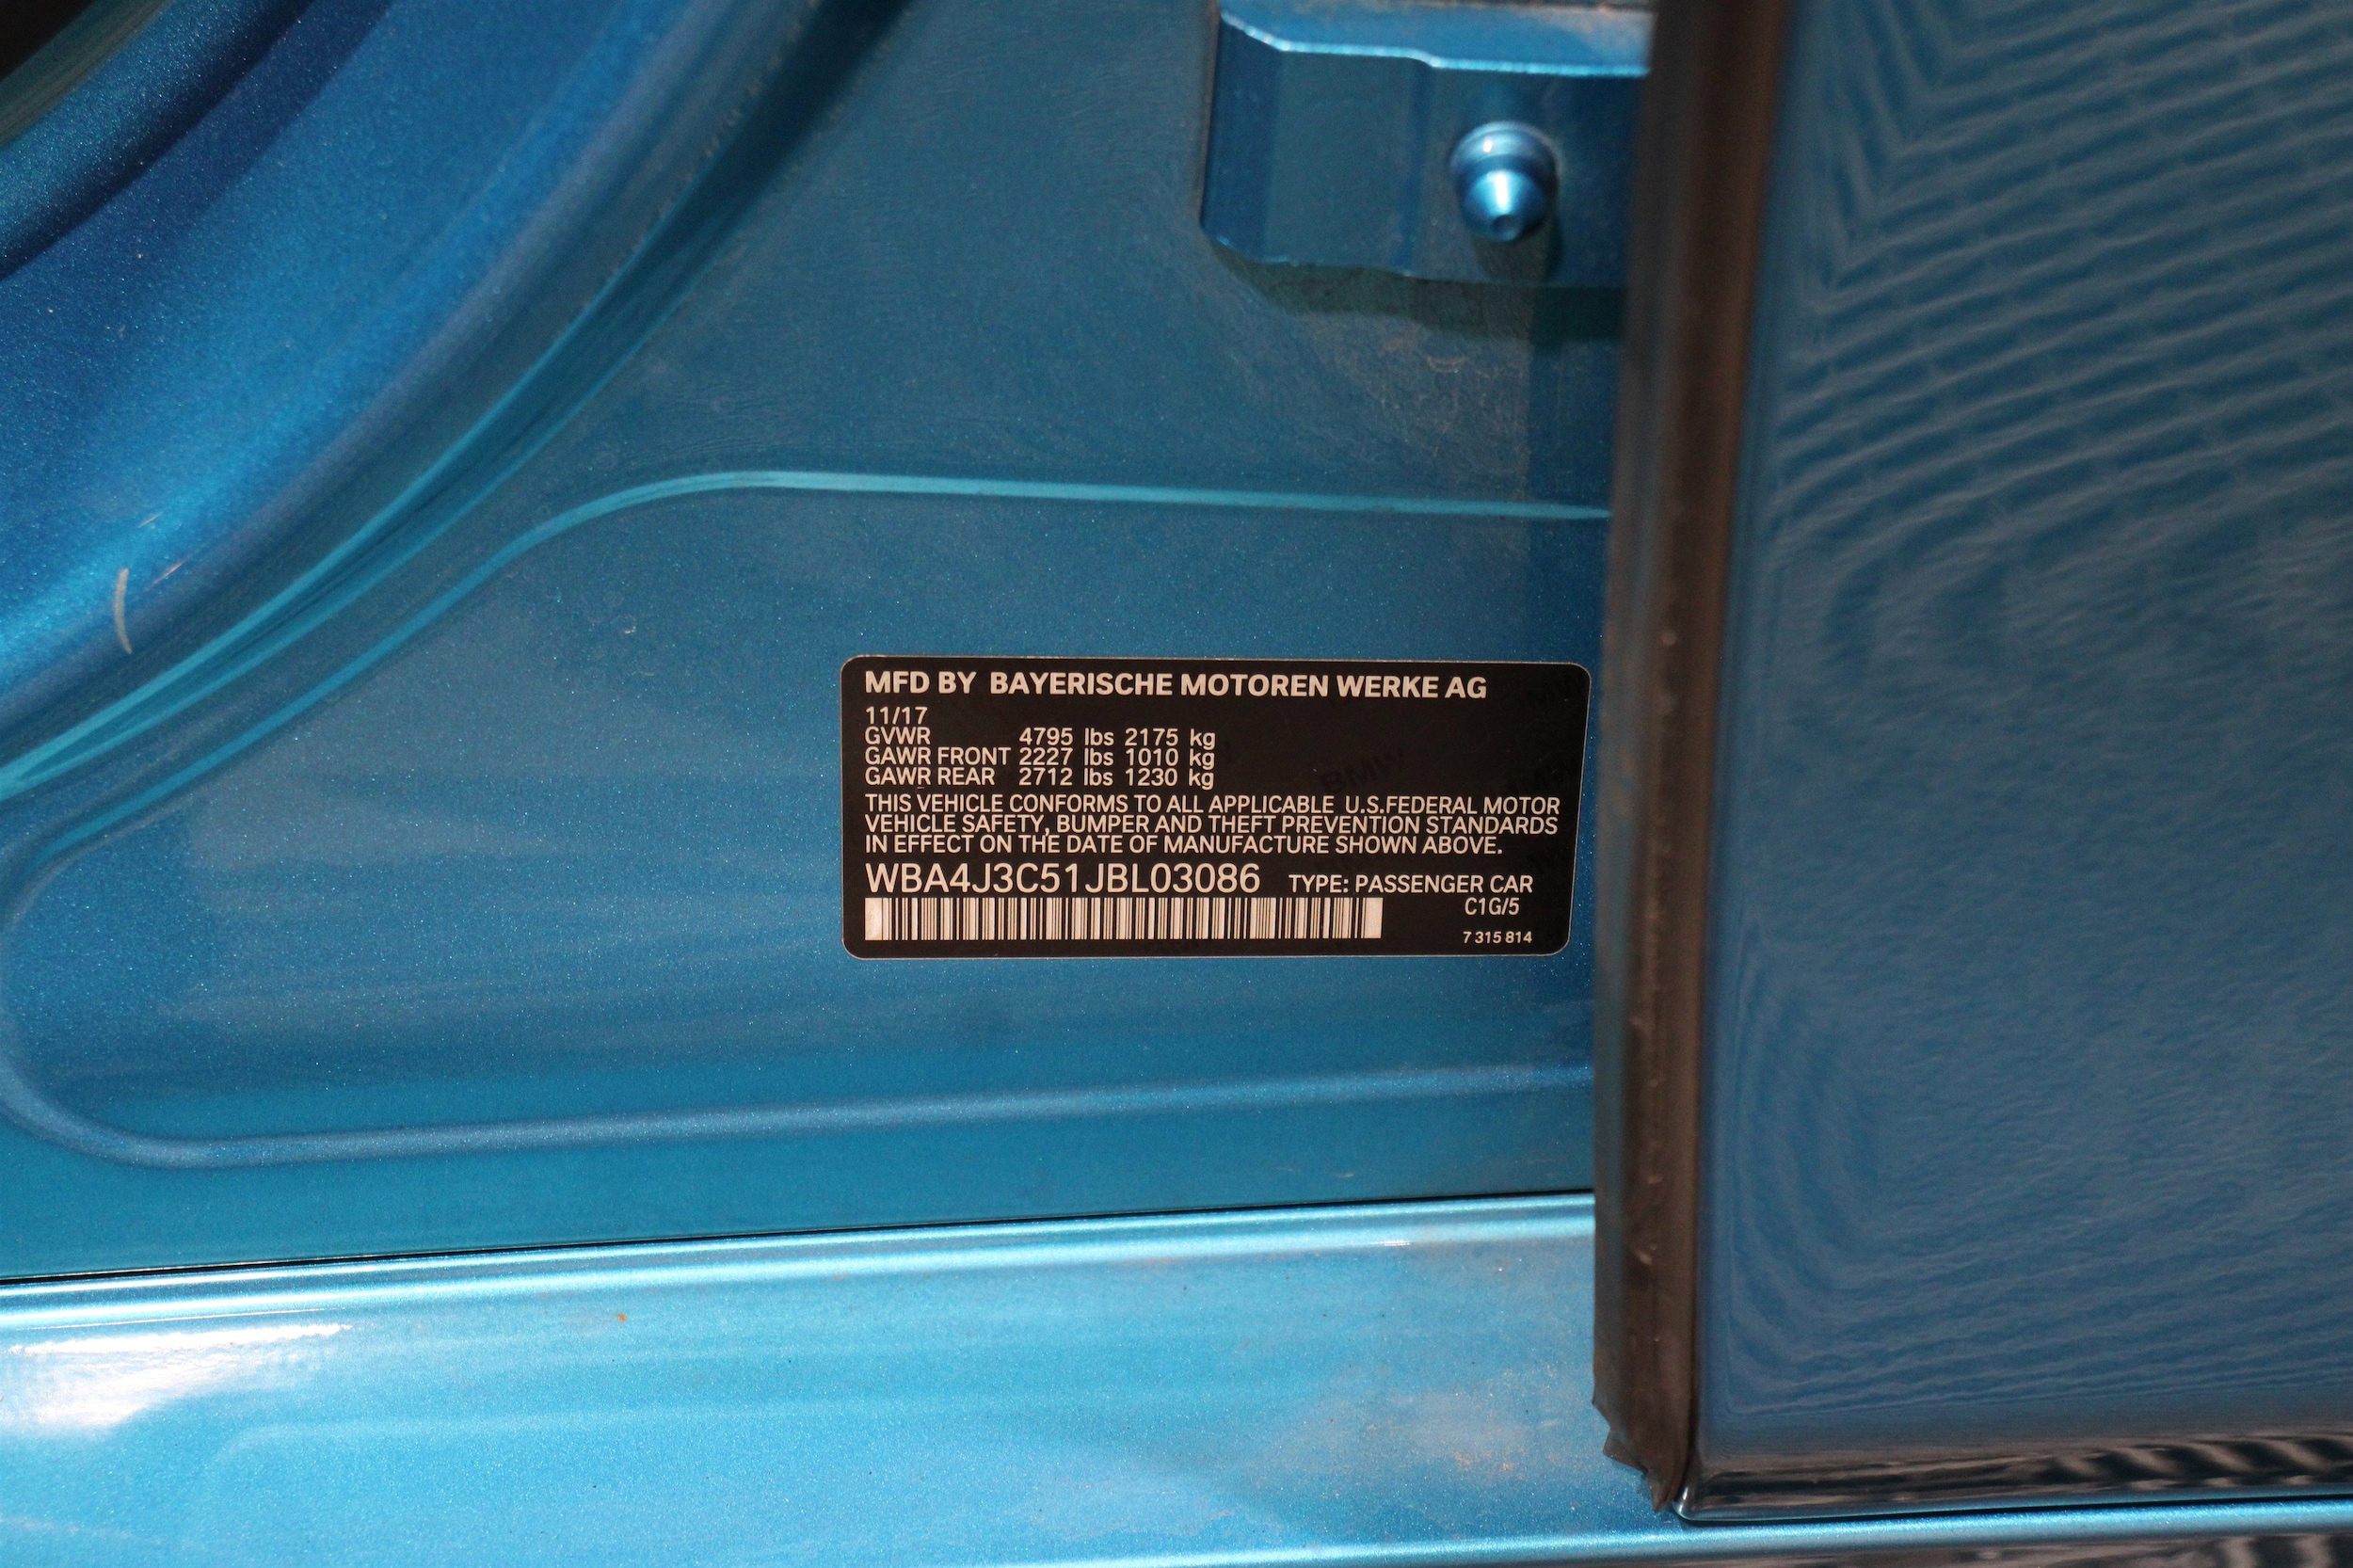 MFD BY BAYERISCHE MOTOREN WERKE AG
11/17
GVWR 4795 lbs 2175 kg
GAWR FRONT 2227 lbs 1010 kg
GAWR REAR 2712 lbs 1230 kg
THIS VEHICLE CONFORMS TO ALL APPLICABLE U.S.FEDERAL MOTOR
VEHICLE SAFETY, BUMPER AND THEFT PREVENTION STANDARDS
IN EFFECT ON THE DATE OF MANUFACTURE SHOWN ABOVE.
WBA4J3C51JBL03086 TYPE: PASSENGER CAR
C1G/5
7 315 814